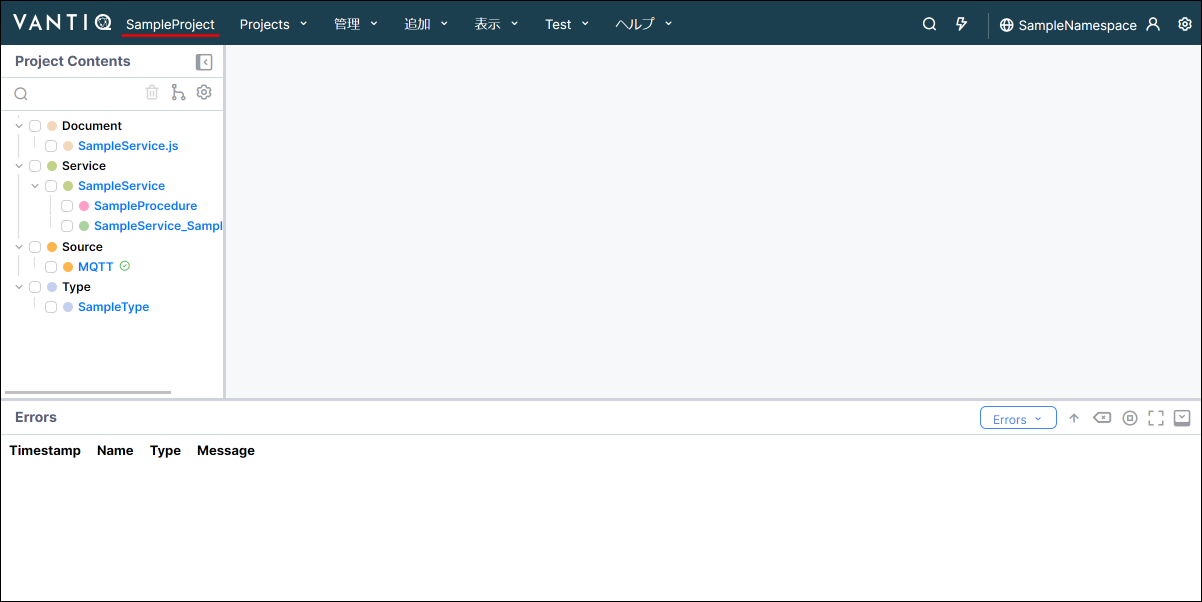 VANTIQ SampleProject Projects 管理 追加 表示 Test ヘルプ SampleNamespace
Project Contents
Document
SampleService.js
Service
SampleService
SampleProcedure
SampleService_Sampl
Source
MQTT
Type
SampleType
Errors Errors
Timestamp Name Type Message